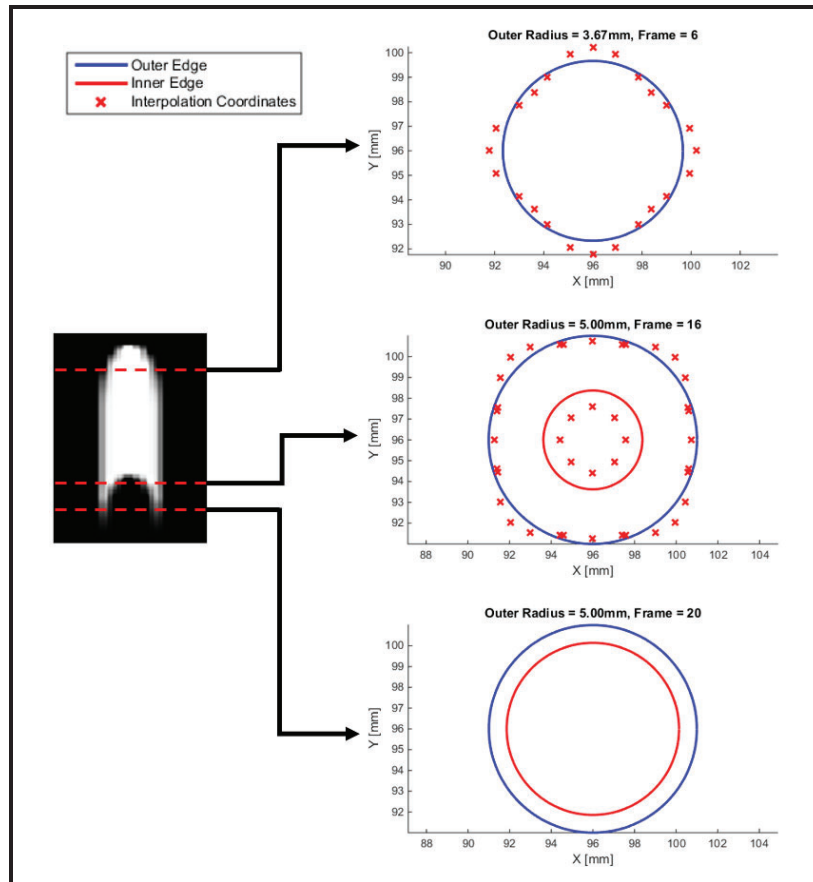 Outer Edge
Inner Edge
Interpolation Coordinates
Outer Radius = 3.67mm, Frame = 6
100
99
98
97
96
95
94
93
92
Y [mm]
90 92 94 96 98 100 102
X [mm]
Outer Radius = 5.00mm, Frame = 16
100
99
98
97
96
95
94
93
92
Y [mm]
88 90 92 94 96 98 100 102 104
X [mm]
Outer Radius = 5.00mm, Frame = 20
100
99
98
97
96
95
94
93
92
Y [mm]
88 90 92 94 96 98 100 102 104
X [mm]